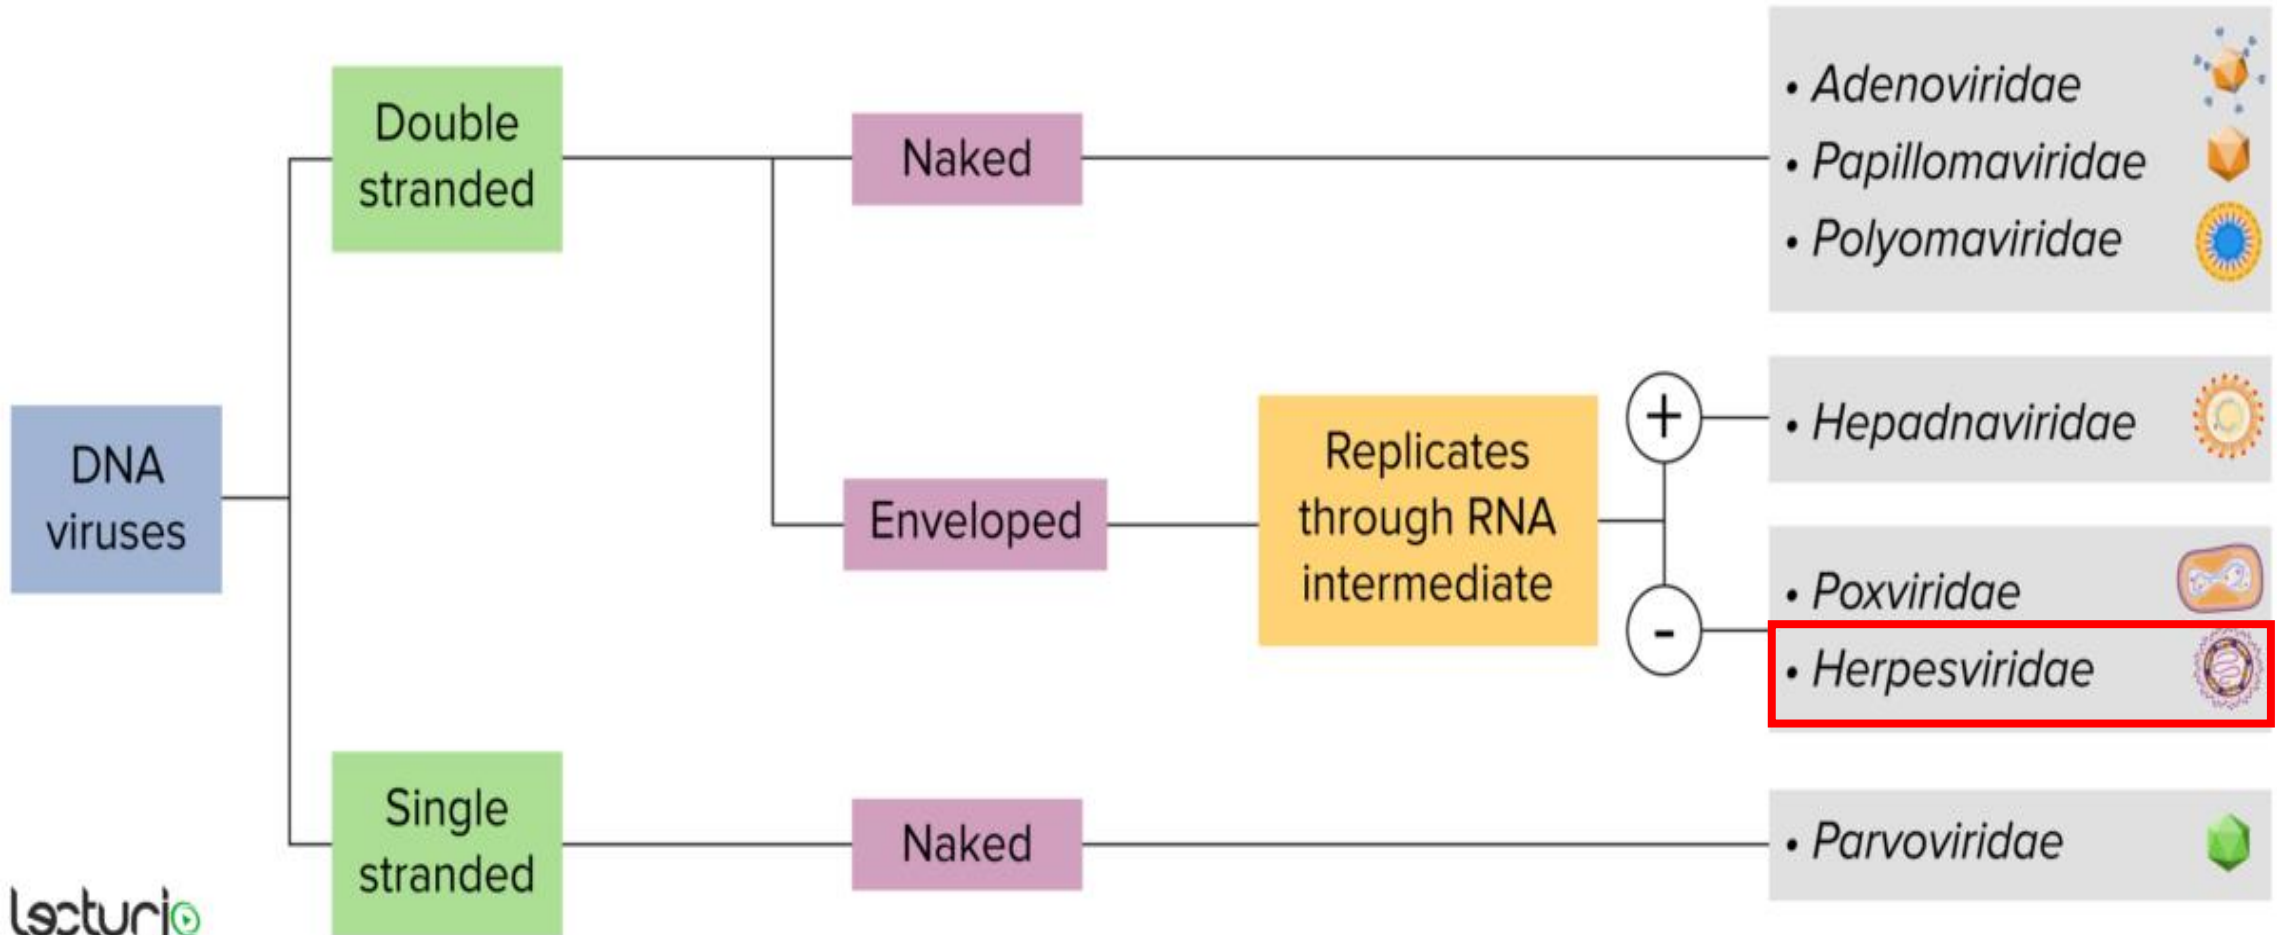 Double
stranded
Naked
• Adenoviridae
• Papillomaviridae
• Polyomaviridae
DNA
viruses
Enveloped
Replicates
through RNA
intermediate
+
-
• Hepadnaviridae
• Poxviridae
• Herpesviridae
Single
stranded
Naked
• Parvoviridae
lecturio